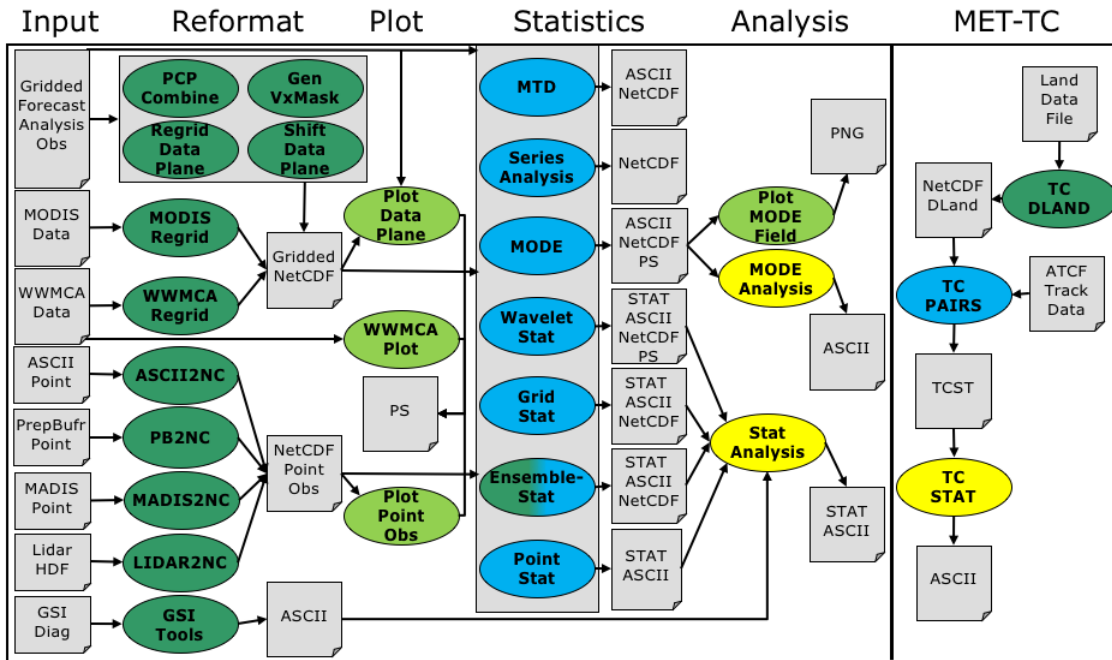 Input
Reformat
Plot
Statistics
Analysis
MET-TC
Gridded
Forecast
Analysis
Obs
MODIS
Data
WWMCA
Data
ASCII
Point
PrepBufr
Point
MADIS
Point
Lidar
HDF
GSI
Diag
PCP
Combine
Gen
VxMask
Regrid
Data
Plane
Shift
Data
Plane
MODIS
Regrid
WWMCA
Regrid
Gridded
NetCDF
ASCII2NC
PB2NC
MADIS2NC
LIDAR2NC
GSI
Tools
NetCDF
Point
Obs
ASCII
Plot
Data
Plane
WWMCA
Plot
PS
Plot
Point
Obs
MTD
Series
Analysis
MODE
Wavelet
Stat
Grid
Stat
Ensemble-
Stat
Point
Stat
ASCII
NetCDF
NetCDF
ASCII
NetCDF
PS
STAT
ASCII
NetCDF
PS
STAT
ASCII
NetCDF
STAT
ASCII
NetCDF
STAT
ASCII
PNG
Plot
MODE
Field
MODE
Analysis
ASCII
Stat
Analysis
STAT
ASCII
Land
Data
File
NetCDF
DLand
TC
DLAND
TC
PAIRS
ATCF
Track
Data
TCST
TC
STAT
ASCII